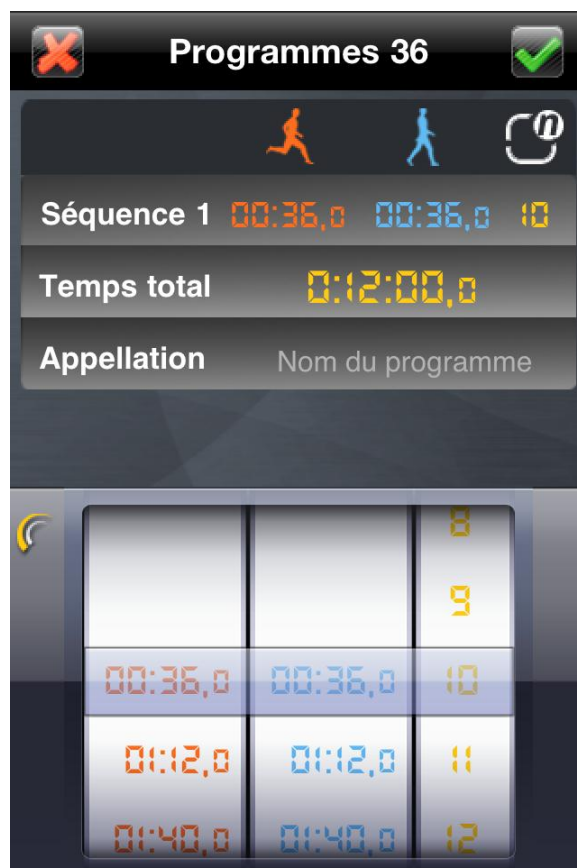 Programmes 36
n
Séquence 1 00:36,0 00:36,0 10
Temps total 0:12:00,0
Appellation Nom du programme
8
9
00:36,0 00:36,0 10
01:12,0 01:12,0 11
01:40,0 01:40,0 12